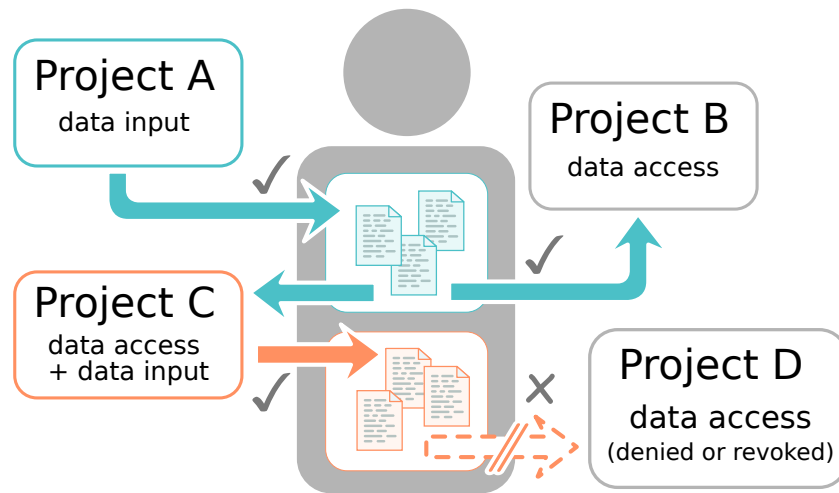 Project A
data input
Project B
data access
Project C
data access
+ data input
Project D
data access
(denied or revoked)